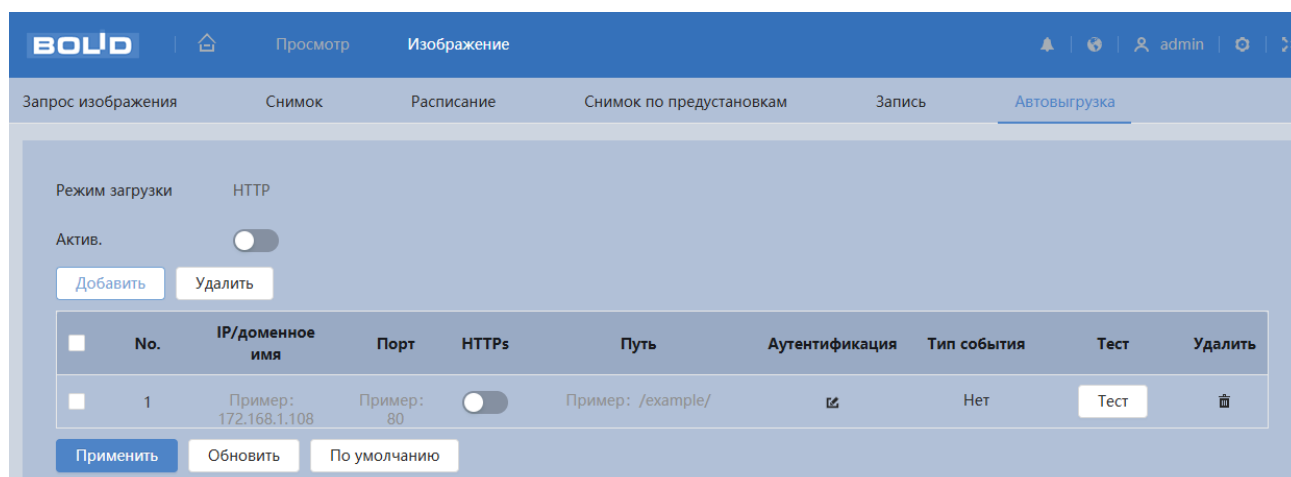 BOLID Просмотр Изображение admin
Запрос изображения Снимок Расписание Снимок по предустановкам Запись Автовыгрузка
Режим загрузки HTTP
Актив.
Добавить Удалить
No. IP/доменное имя Порт HTTPs Путь Аутентификация Тип события Тест Удалить
1 Пример: 172.168.1.108 Пример: 80 Пример: /example/ Нет Тест
Применить Обновить По умолчанию